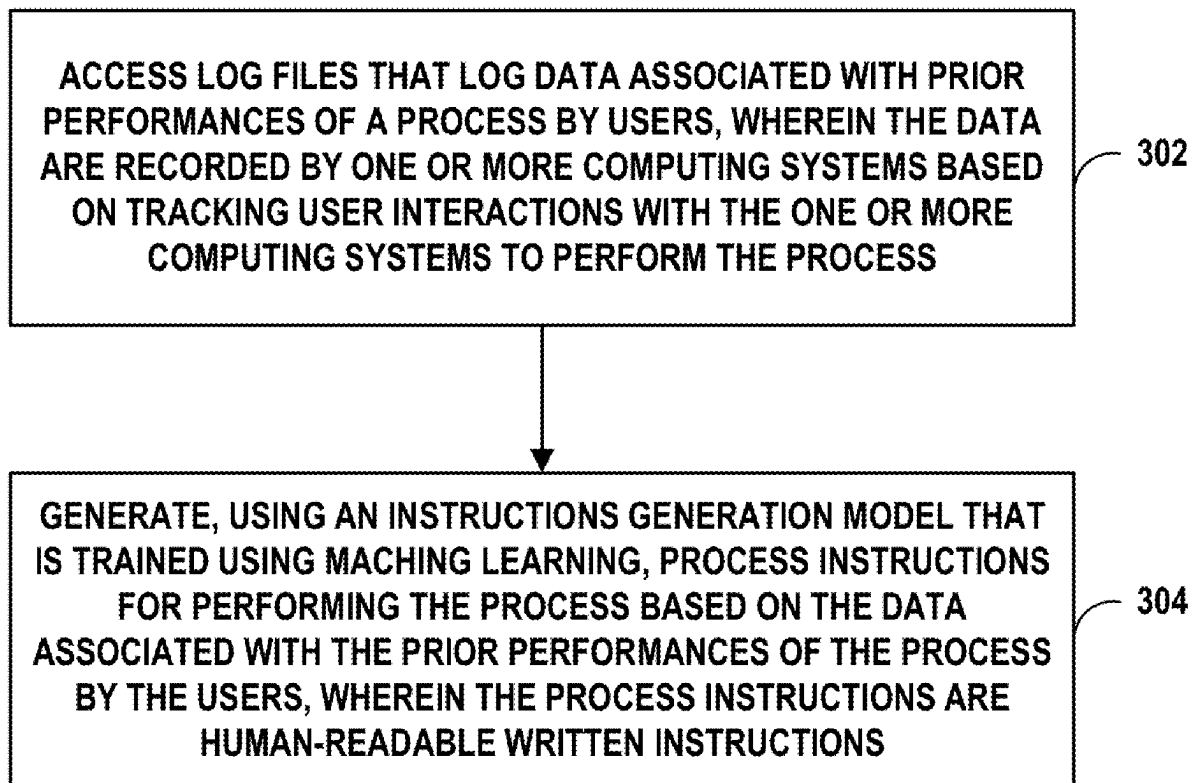 ACCESS LOG FILES THAT LOG DATA ASSOCIATED WITH PRIOR
PERFORMANCES OF A PROCESS BY USERS, WHEREIN THE DATA
ARE RECORDED BY ONE OR MORE COMPUTING SYSTEMS BASED
ON TRACKING USER INTERACTIONS WITH THE ONE OR MORE
COMPUTING SYSTEMS TO PERFORM THE PROCESS
302
GENERATE, USING AN INSTRUCTIONS GENERATION MODEL THAT
IS TRAINED USING MACHING LEARNING, PROCESS INSTRUCTIONS
FOR PERFORMING THE PROCESS BASED ON THE DATA
ASSOCIATED WITH THE PRIOR PERFORMANCES OF THE PROCESS
BY THE USERS, WHEREIN THE PROCESS INSTRUCTIONS ARE
HUMAN-READABLE WRITTEN INSTRUCTIONS
304